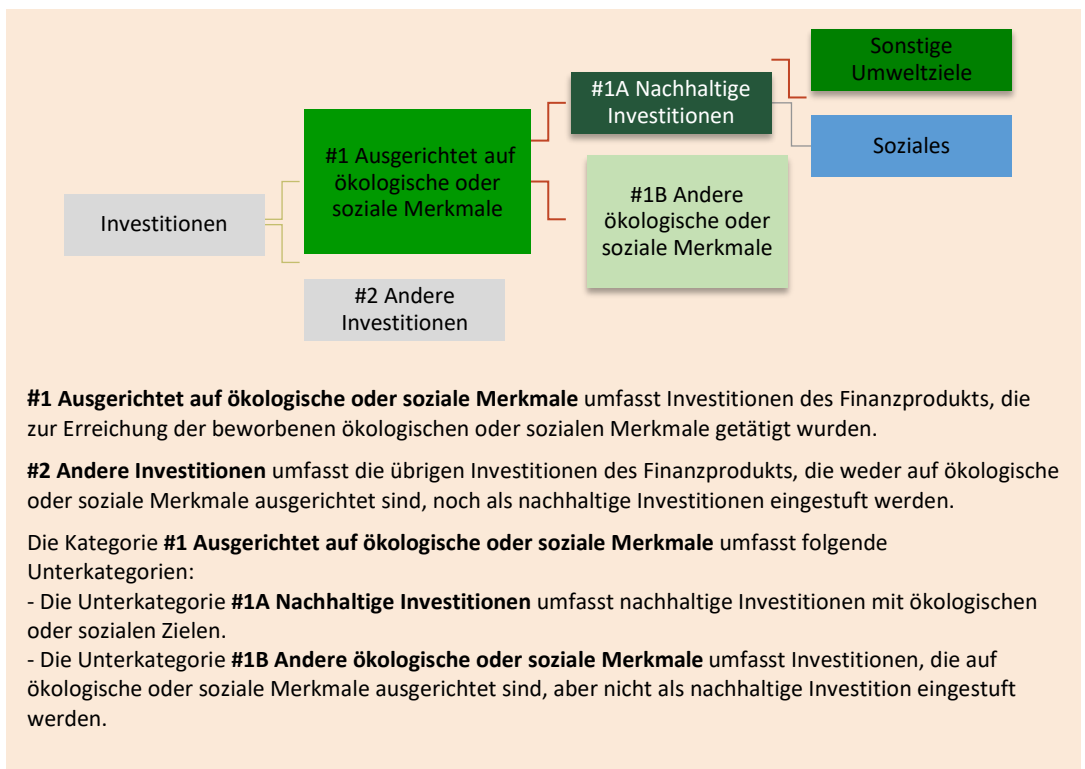 Sonstige
Umweltziele
#1A Nachhaltige
Investitionen
#1 Ausgerichtet auf
ökologische oder
soziale Merkmale
Soziales
Investitionen
#1B Andere
ökologische oder
soziale Merkmale
#2 Andere
Investitionen
#1 Ausgerichtet auf ökologische oder soziale Merkmale umfasst Investitionen des Finanzprodukts, die
zur Erreichung der beworbenen ökologischen oder sozialen Merkmale getätigt wurden.
#2 Andere Investitionen umfasst die übrigen Investitionen des Finanzprodukts, die weder auf ökologische
oder soziale Merkmale ausgerichtet sind, noch als nachhaltige Investitionen eingestuft werden.
Die Kategorie #1 Ausgerichtet auf ökologische oder soziale Merkmale umfasst folgende
Unterkategorien:
- Die Unterkategorie #1A Nachhaltige Investitionen umfasst nachhaltige Investitionen mit ökologischen
oder sozialen Zielen.
- Die Unterkategorie #1B Andere ökologische oder soziale Merkmale umfasst Investitionen, die auf
ökologische oder soziale Merkmale ausgerichtet sind, aber nicht als nachhaltige Investition eingestuft
werden.